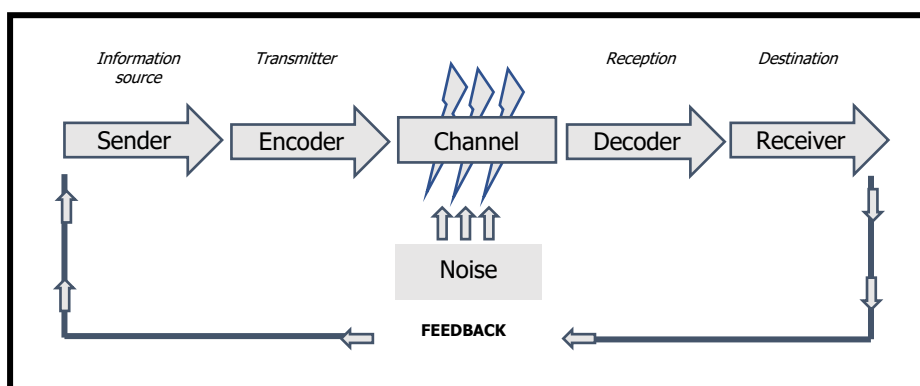 Information
source
Transmitter
Reception
Destination
Sender
Encoder
Channel
Decoder
Receiver
Noise
FEEDBACK